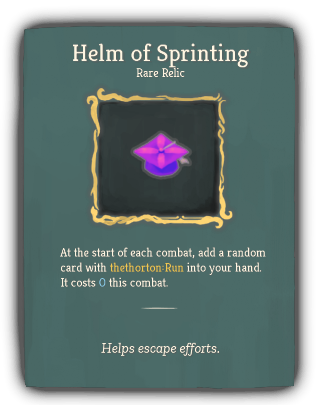 Helm of Sprinting
Rare Relic
At the start of each combat, add a random
card with thethorton:Run into your hand.
It costs 0 this combat.
Helps escape efforts.